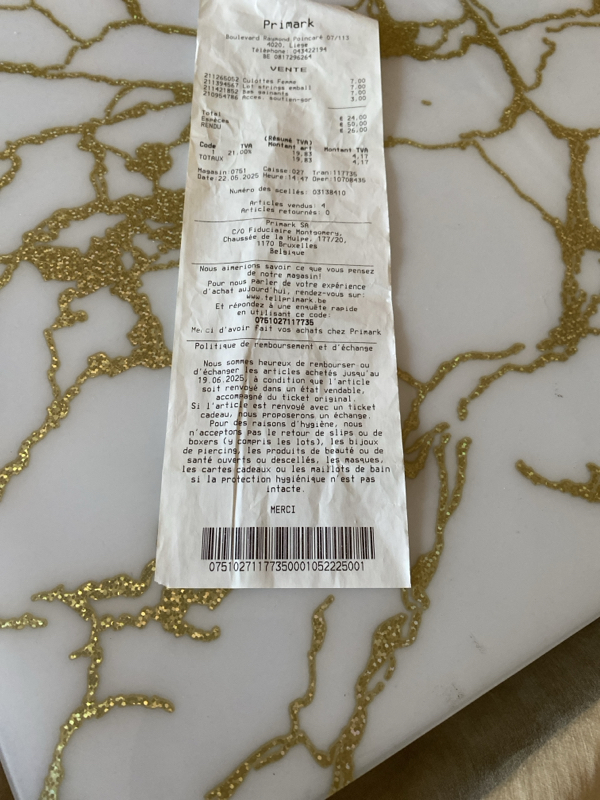 Primark
Boulevard Raymond Poincaré 07/113
4020, Liege
Téléphone: 043422194
BE 0817296264
VENTE
211265052 Culottes Femme 7.00
211394567 Lot strings emball 7.00
211421852 Bas maintien 7.00
210954786 Acces. soutien-gor 3.00
Total € 24.00
Espèces € 50.00
RENDU € 26.00
(Résumé TVA)
Code TVA Montant art Montant TVA
1 21.00% 19.83 4.17
TOTAUX 19.83 4.17
Magasin:0751 Caisse:027 Tran:117735
Date:22.05.2025 Heure:14:47 Oper:10708435
Numéro des scellés: 03138410
Articles vendus: 4
Articles retournés: 0
Primark SA
C/O Fiduciaire Montgomery,
Chaussée de la Hulpe, 177/20,
1170 Bruxelles
Belgique
Nous aimerions savoir ce que vous pensez
de notre magasin!
Pour nous parler de votre expérience
d'achat aujourd'hui, rendez-vous sur:
www.tellprimark.be
Et répondez à une enquête rapide
en utilisant ce code:
0751027117735
Merci d'avoir fait vos achats chez Primark
Politique de remboursement et d'échange
Nous sommes heureux de rembourser ou
d'échanger les articles achetés jusqu'au
19.06.2025, à condition que l'article
soit renvoyé dans un état vendable,
accompagné du ticket original.
Si l'article est renvoyé avec un ticket
cadeau, nous proposerons un échange.
Pour des raisons d'hygiène, nous
n'acceptons pas le retour de slips ou de
boxers (y compris les lots), les bijoux
de piercing, les produits de beauté ou de
santé ouverts ou descellés, les masques,
les cartes cadeaux ou les maillots de bain
si la protection hygiénique n'est pas
intacte.
MERCI
07510271177350001052225001